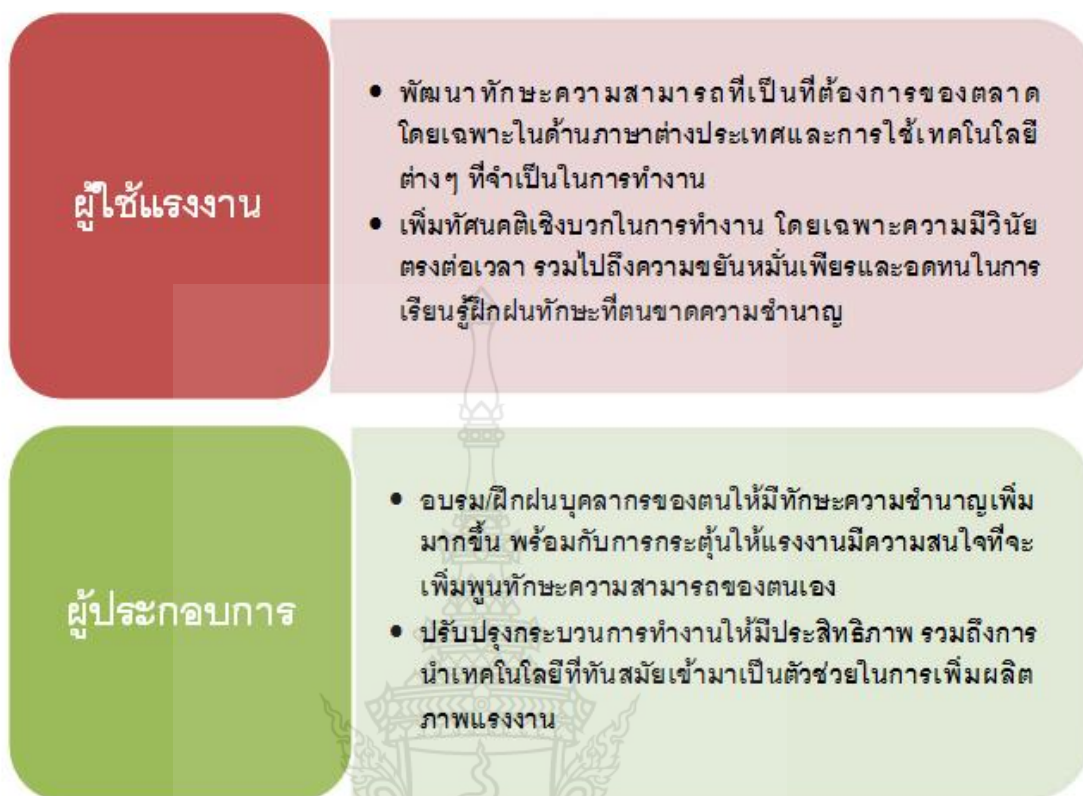 ผู้ใช้แรงงาน
• พัฒนาทักษะความสามารถที่เป็นที่ต้องการของตลาด
โดยเฉพาะในด้านภาษาต่างประเทศและการใช้เทคโนโลยี
ต่างๆ ที่จำเป็นในการทำงาน
• เพิ่มทัศนคติเชิงบวกในการทำงาน โดยเฉพาะความมีวินัย
ตรงต่อเวลา รวมไปถึงความขยันหมั่นเพียรและอดทนในการ
เรียนรู้ฝึกฝนทักษะที่ตนขาดความชำนาญ
ผู้ประกอบการ
• อบรม/ฝึกฝนบุคลากรของตนให้มีทักษะความชำนาญเพิ่ม
มากขึ้น พร้อมกับการกระตุ้นให้แรงงานมีความสนใจที่จะ
เพิ่มพูนทักษะความสามารถของตนเอง
• ปรับปรุงกระบวนการทำงานให้มีประสิทธิภาพ รวมถึงการ
นำเทคโนโลยีที่ทันสมัยเข้ามาเป็นตัวช่วยในการเพิ่มผลิต
ภาพแรงงาน